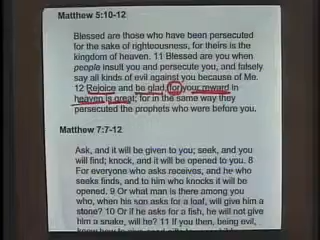 Matthew 5:10-12
Blessed are those who have been persecuted
for the sake of righteousness, for theirs is the
kingdom of heaven. 11 Blessed are you when
people insult you and persecute you, and falsely
say all kinds of evil against you because of Me.
12 Rejoice and be glad, for your reward in
heaven is great; for in the same way they
persecuted the prophets who were before you.
Matthew 7:7-12
Ask, and it will be given to you; seek, and you
will find; knock, and it will be opened to you. 8
For everyone who asks receives, and he who
seeks finds, and to him who knocks it will be
opened. 9 Or what man is there among you
who, when his son asks for a loaf, will give him a
stone? 10 Or if he asks for a fish, he will not give
him a snake, will he? 11 If you then, being evil,